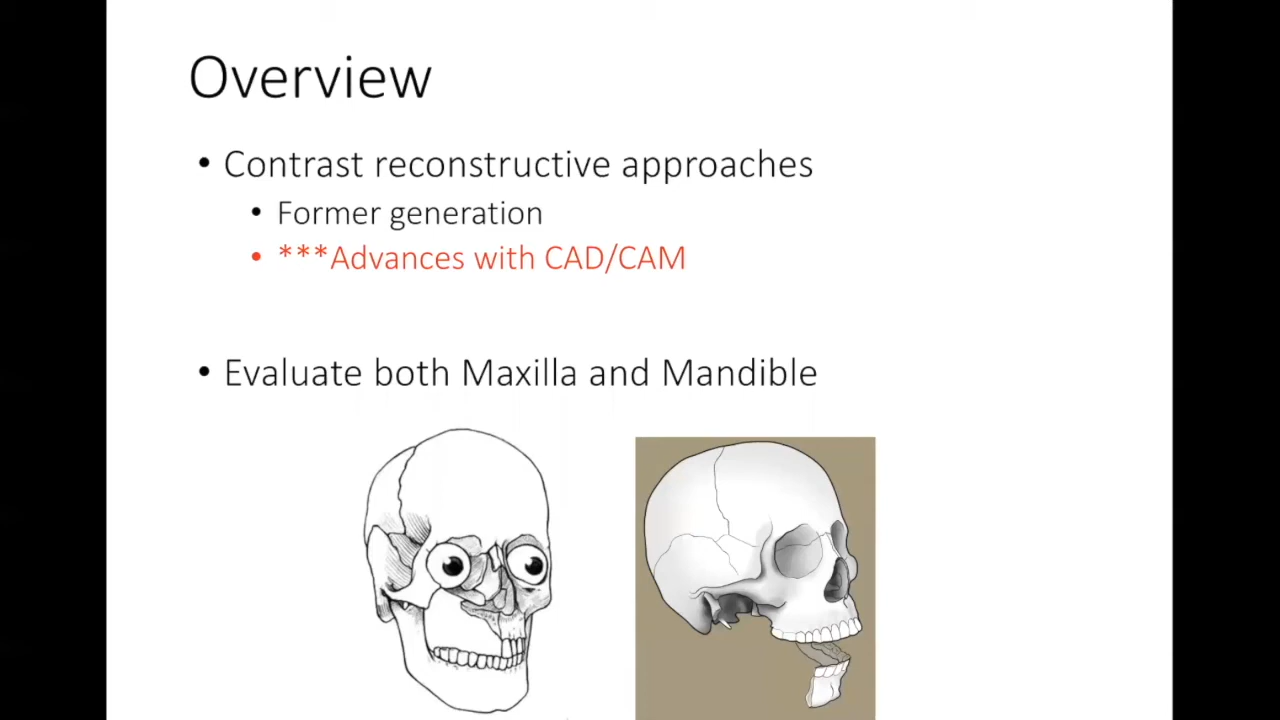 Overview
• Contrast reconstructive approaches
• Former generation
• ***Advances with CAD/CAM
• Evaluate both Maxilla and Mandible